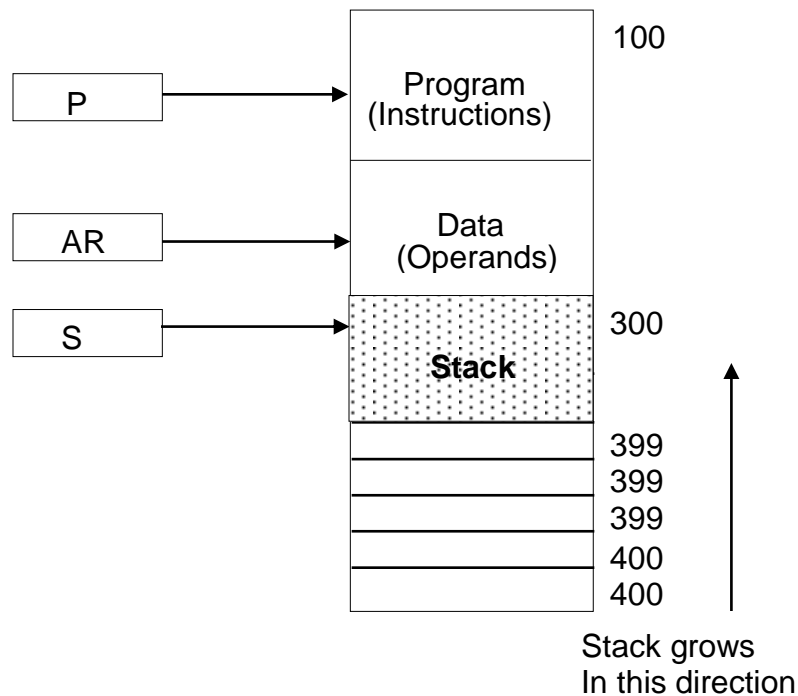 100
Program
(Instructions)
P
Data
(Operands)
AR
S
300
Stack
399
399
399
400
400
Stack grows
In this direction